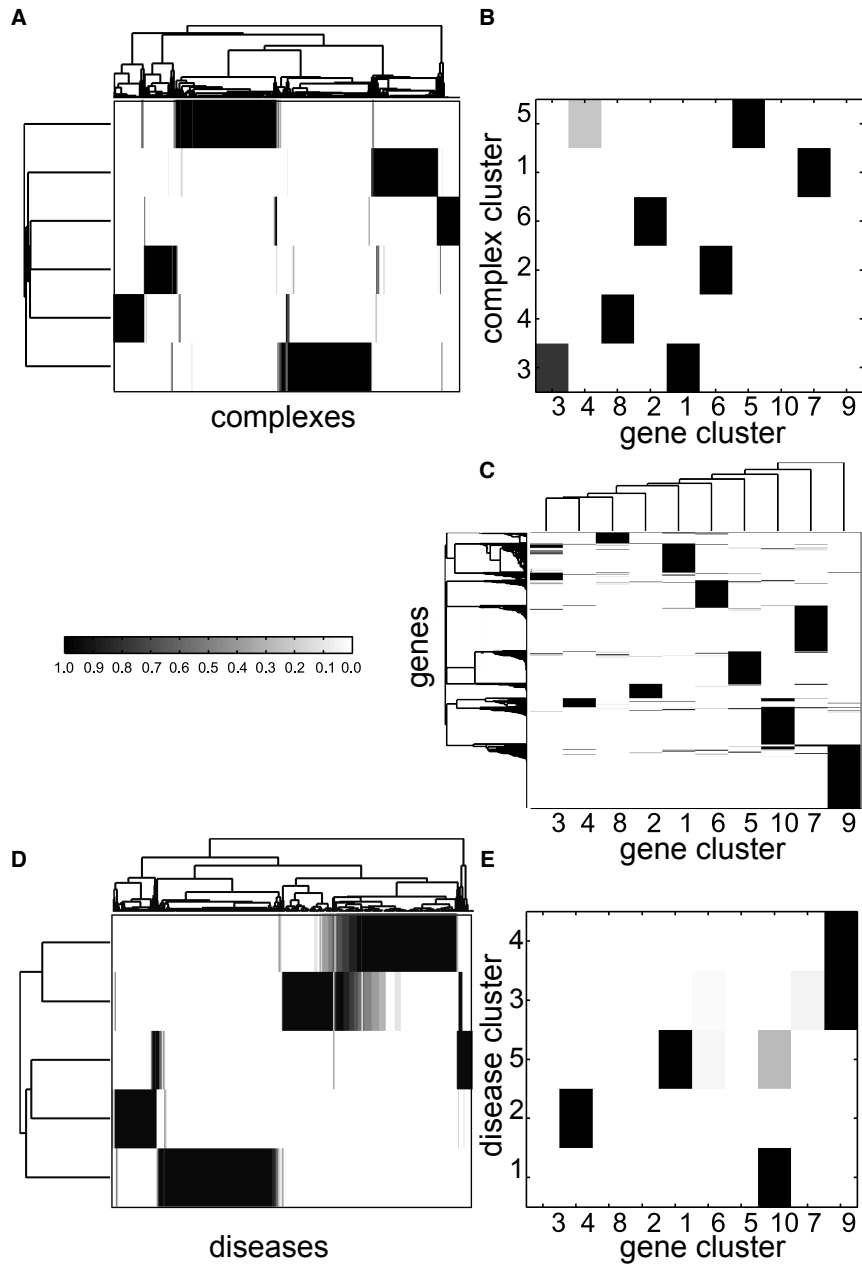 A
B
complexes
complex cluster
5
1
6
2
4
3
3 4 8 2 1 6 5 10 7 9
gene cluster
C
genes
1.0 0.9 0.8 0.7 0.6 0.5 0.4 0.3 0.2 0.1 0.0
3 4 8 2 1 6 5 10 7 9
gene cluster
D
diseases
E
disease cluster
4
3
5
2
1
3 4 8 2 1 6 5 10 7 9
gene cluster